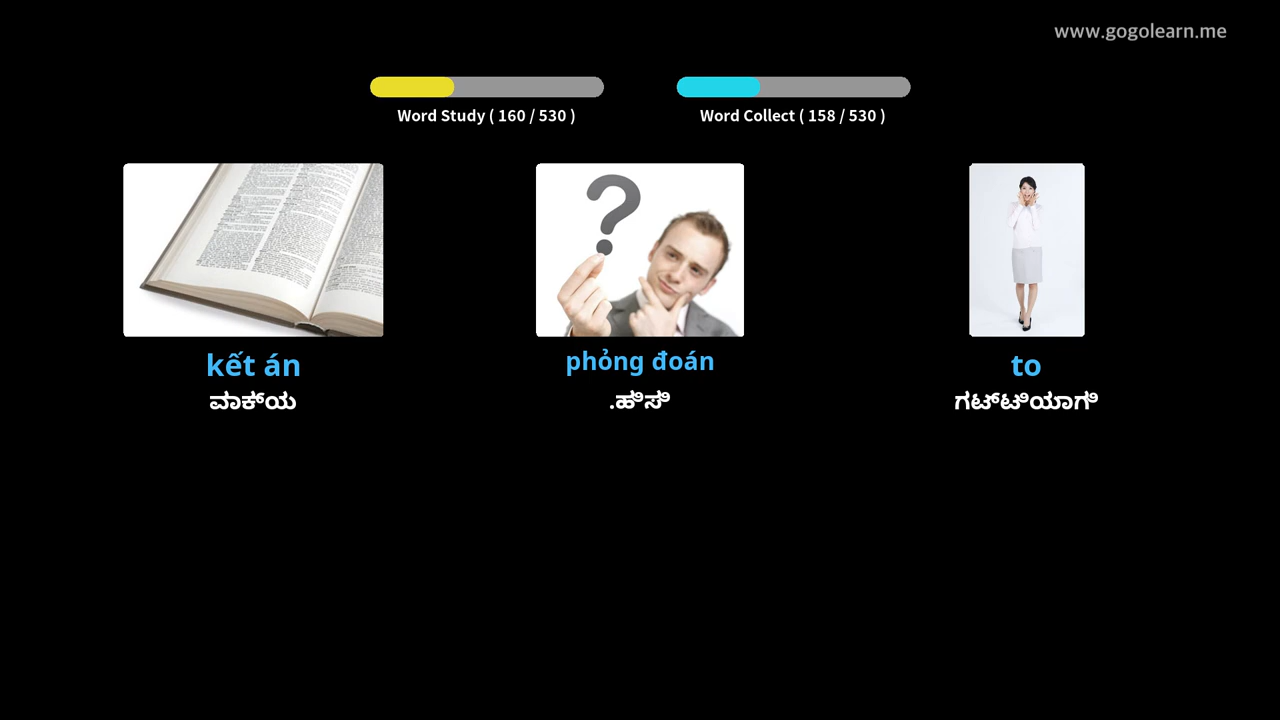 www.gogolearn.me
Word Study ( 160 / 530 )
Word Collect ( 158 / 530 )
kết án
phỏng đoán
to
ವಾಕ್ಯ
.ಹಿಸಿ
ಗಟ್ಟಿಯಾಗಿ